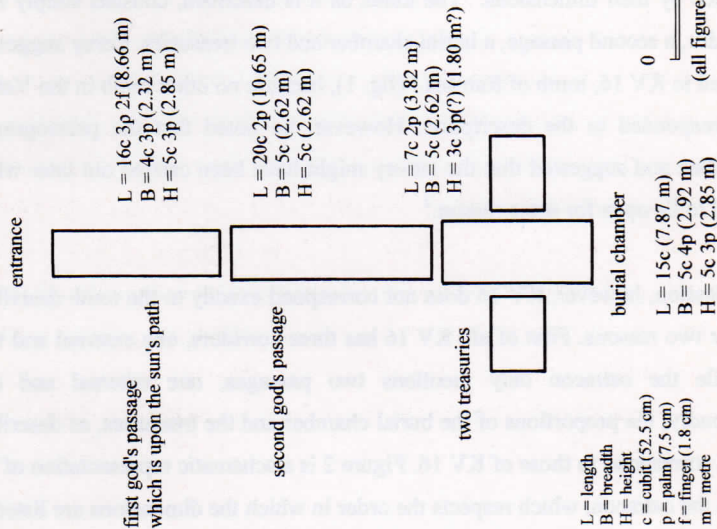 entrance
first god's passage
which is upon the sun's path
L = 16c 3p 2f (8.66 m)
B = 4c 3p (2.32 m)
H = 5c 3p (2.85 m)
second god's passage
L = 20c 2p (10.65 m)
B = 5c (2.62 m)
H = 5c (2.62 m)
two treasuries
L = 7c 2p (3.82 m)
B = 5c (2.62 m)
H = 3c 3p(?) (1.80 m??)
burial chamber
L = 15c (7.87 m)
B = 5c 4p (2.92 m)
H = 5c 3p (2.85 m)
L = length
B = breadth
H = height
c = cubit (52.5 cm)
p = palm (7.5 cm)
f = finger (1.8 cm)
m = metre
0
(all figure